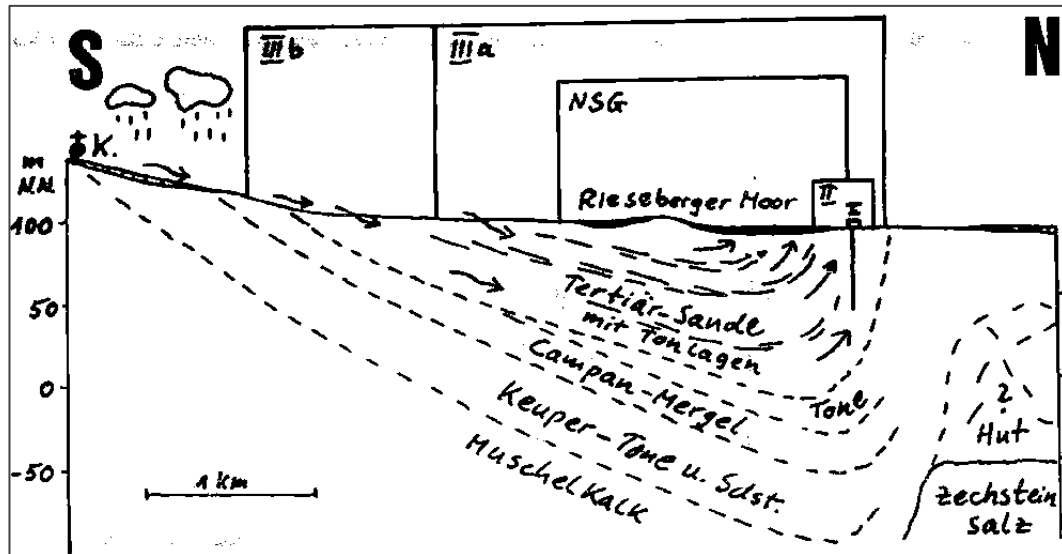 S
N
III b
III a
NSG
K.
m
N.N.
Rieseberger Moor
II
100
50
0
-50
Tertiär-Sande
mit Tonlagen
Campan-Mergel
Keuper-Tone u. Sdst.
Muschelkalk
Tone
?
Hut
Zechstein
Salz
1 km